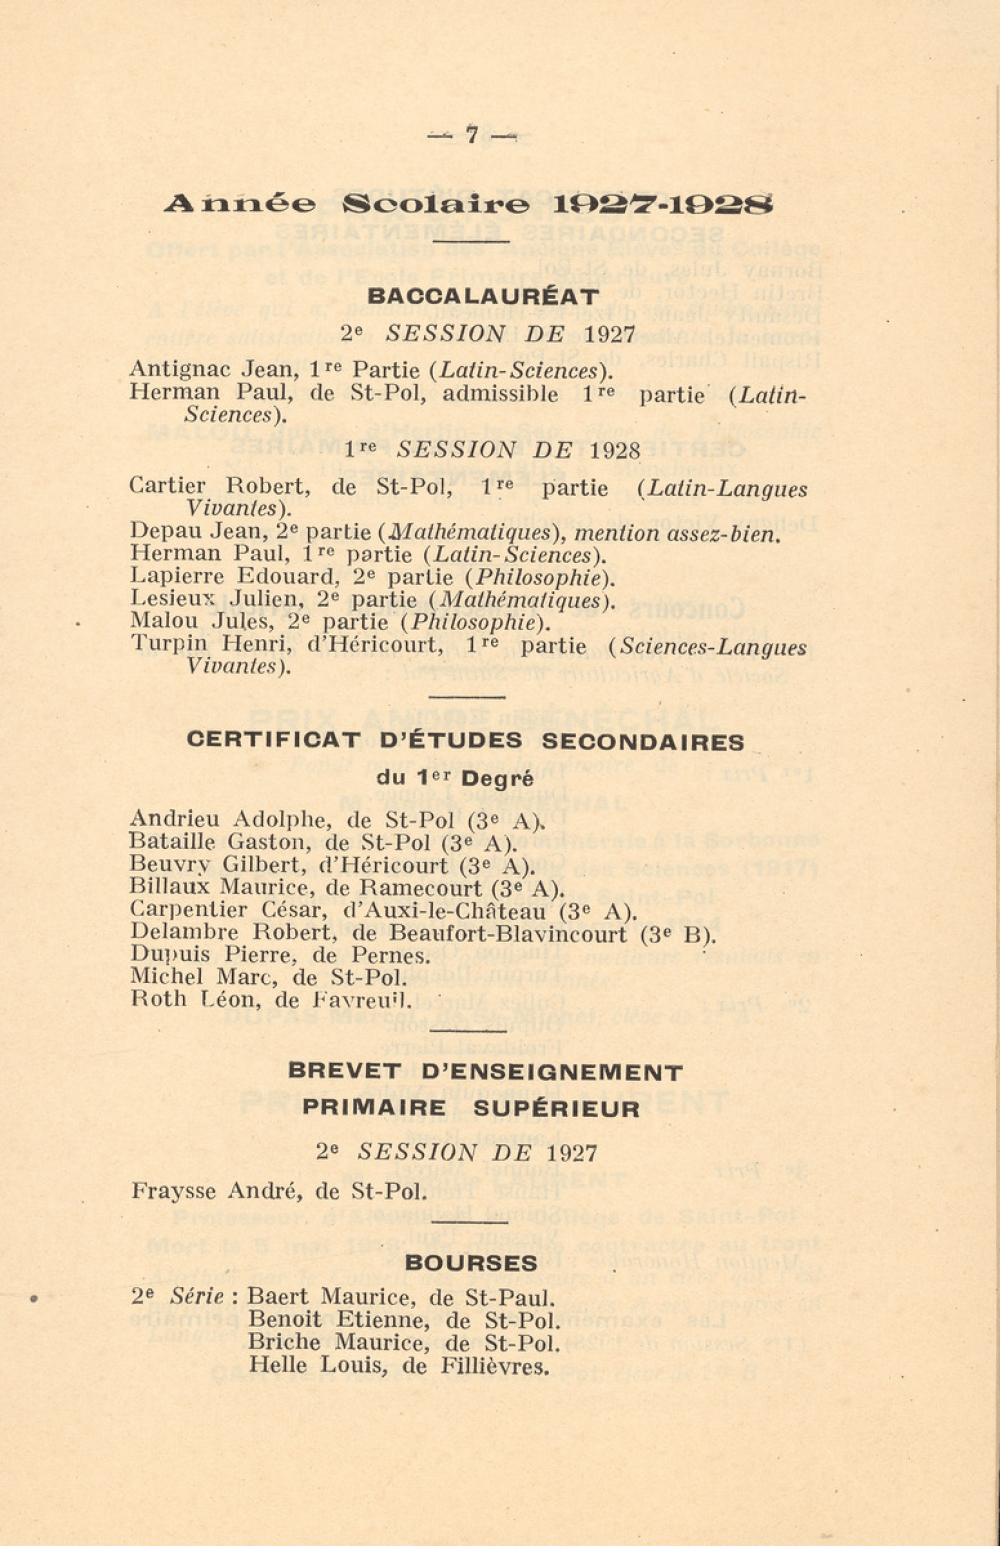 — 7 —
Année Scolaire 1927-1928
BACCALAURÉAT
2e SESSION DE 1927
Antignac Jean, 1re Partie (Latin-Sciences).
Herman Paul, de St-Pol, admissible 1re partie (Latin-
Sciences).
1re SESSION DE 1928
Cartier Robert, de St-Pol, 1re partie (Latin-Langues
Vivantes).
Depau Jean, 2e partie (Mathématiques), mention assez-bien.
Herman Paul, 1re partie (Latin-Sciences).
Lapierre Edouard, 2e partie (Philosophie).
Lesieux Julien, 2e partie (Mathématiques).
Malou Jules, 2e partie (Philosophie).
Turpin Henri, d'Héricourt, 1re partie (Sciences-Langues
Vivantes).
CERTIFICAT D'ÉTUDES SECONDAIRES
du 1er Degré
Andrieu Adolphe, de St-Pol (3e A).
Bataille Gaston, de St-Pol (3e A).
Beuvry Gilbert, d'Héricourt (3e A).
Billaux Maurice, de Ramecourt (3e A).
Carpentier César, d'Auxi-le-Château (3e A).
Delambre Robert, de Beaufort-Blavincourt (3e B).
Dupuis Pierre, de Pernes.
Michel Marc, de St-Pol.
Roth Léon, de Favreuil.
BREVET D'ENSEIGNEMENT
PRIMAIRE SUPÉRIEUR
2e SESSION DE 1927
Fraysse André, de St-Pol.
BOURSES
2e Série : Baert Maurice, de St-Paul.
Benoit Etienne, de St-Pol.
Briche Maurice, de St-Pol.
Helle Louis, de Fillièvres.